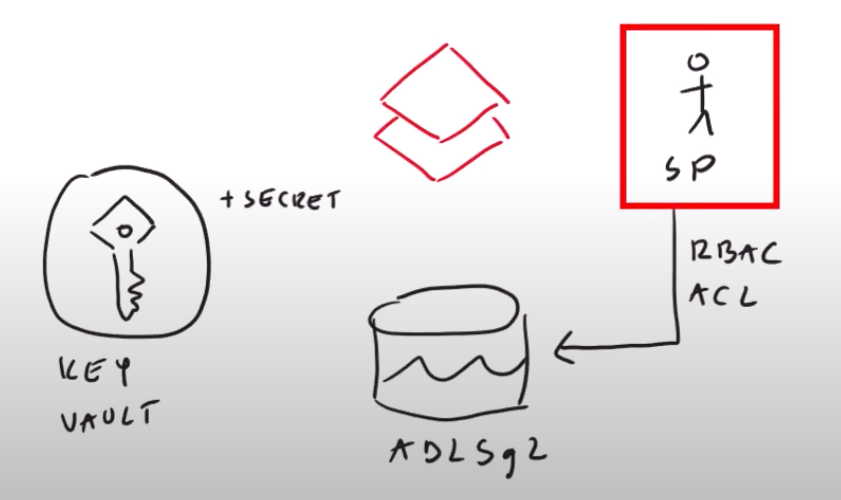 SP
+ SECRET
RBAC
ACL
KEY
VAULT
ADLSg2